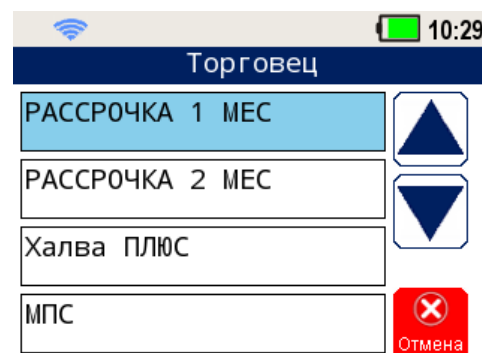 10:29
Торговец
РАССРОЧКА 1 МЕС
РАССРОЧКА 2 МЕС
Халва ПЛЮС
МПС
Отмена